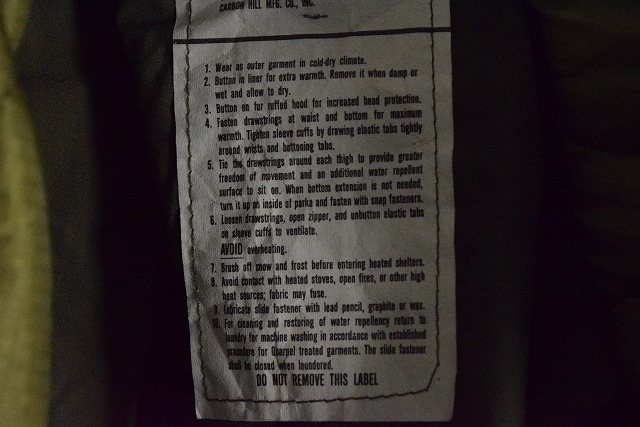 CARBON HILL MFG. CO., INC.
1. Wear as outer garment in cold-dry climate.
2. Button in liner for extra warmth. Remove it when damp or
wet and allow to dry.
3. Button on fur ruffed hood for increased head protection.
4. Fasten drawstrings at waist and bottom for maximum
warmth. Tighten sleeve cuffs by drawing elastic tabs tightly
around wrists and bottoning tabs.
5. Tie the drawstrings around each thigh to provide greater
freedom of movement and an additional water repellent
surface to sit on. When bottom extension is not needed,
turn it up on inside of parka and fasten with snap fasteners.
6. Loosen drawstrings, open zipper, and unbutton elastic tabs
on sleeve cuffs to ventilate.
AVOID overheating.
7. Brush off snow and frost before entering heated shelters.
8. Avoid contact with heated stoves, open fires, or other high
heat sources; fabric may fuse.
9. Lubricate slide fastener with lead pencil, graphite or wax.
10. For cleaning and restoring of water repellency return to
laundry for machine washing in accordance with established
procedure for Quarpel treated garments. The slide fastener
shall be closed when laundered.
DO NOT REMOVE THIS LABEL